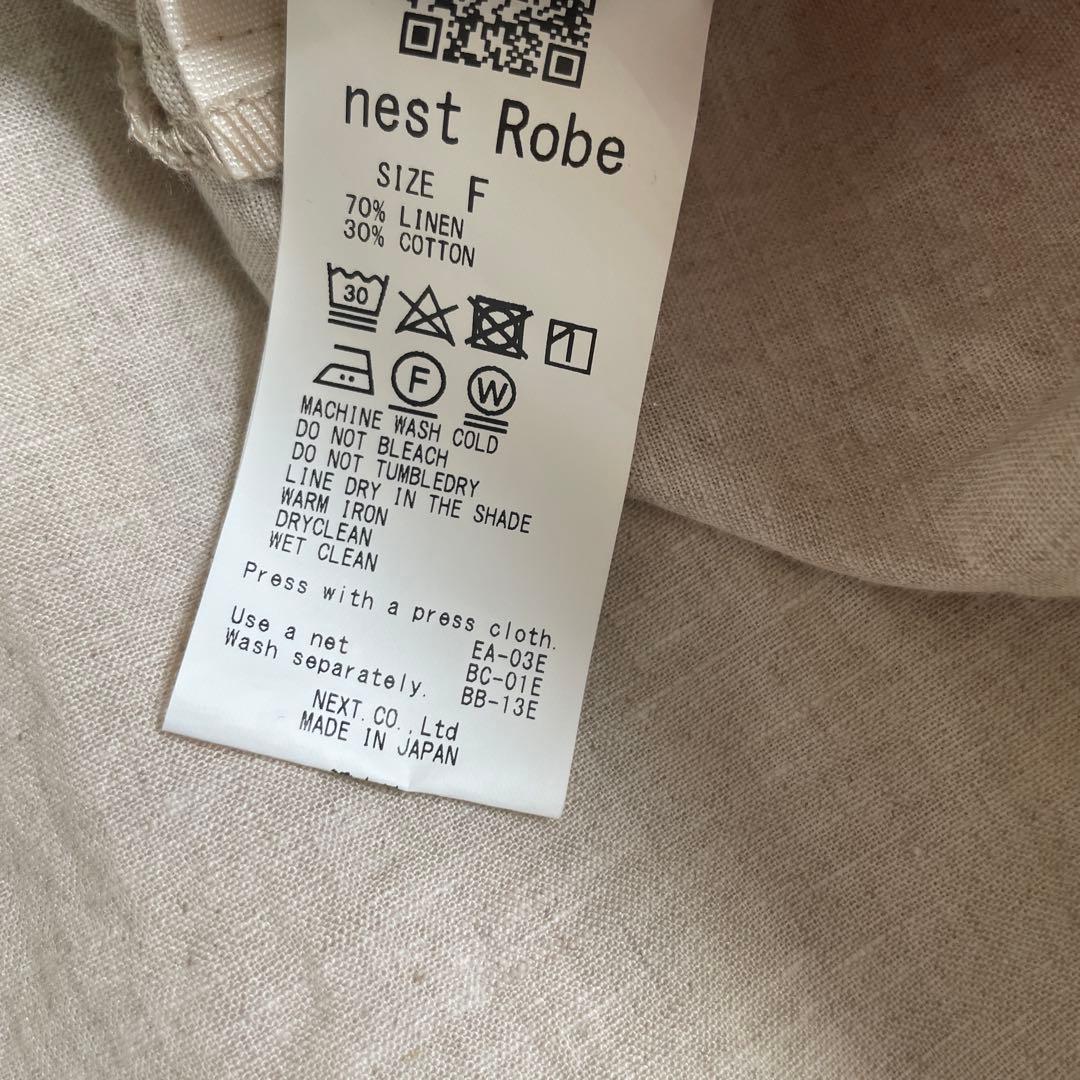 nest Robe
SIZE F
70% LINEN
30% COTTON
30
F W
MACHINE WASH COLD
DO NOT BLEACH
DO NOT TUMBLEDRY
LINE DRY IN THE SHADE
WARM IRON
DRYCLEAN
WET CLEAN
Press with a press cloth.
Use a net EA-03E
Wash separately. BC-01E
BB-13E
NEXT. CO.,Ltd
MADE IN JAPAN